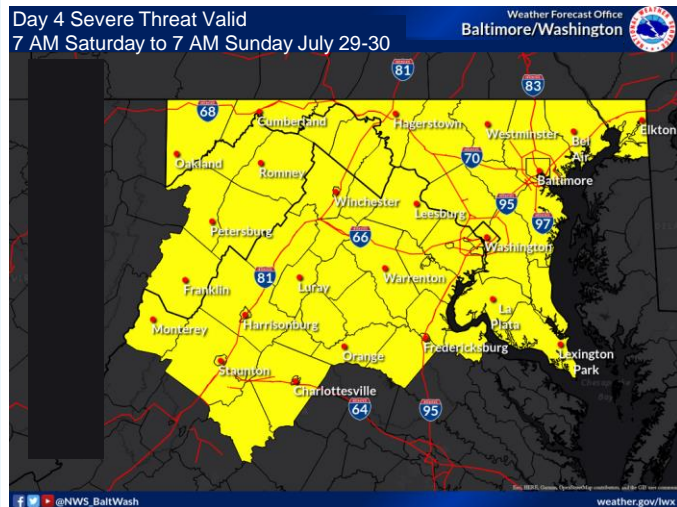 Day 4 Severe Threat Valid
7 AM Saturday to 7 AM Sunday July 29-30
Weather Forecast Office
Baltimore/Washington
81
83
68
Cumberland
Hagerstown
Westminster
Bel
Air
Elkton
70
Oakland
Romney
Baltimore
Winchester
Leesburg
95
97
Petersburg
66
Washington
81
Franklin
Luray
Warrenton
La
Plata
Monterey
Harrisonburg
Orange
Fredericksburg
Lexington
Park
Staunton
Charlottesville
64
95
Bay
@NWS_BaltWash
weather.gov/lwx